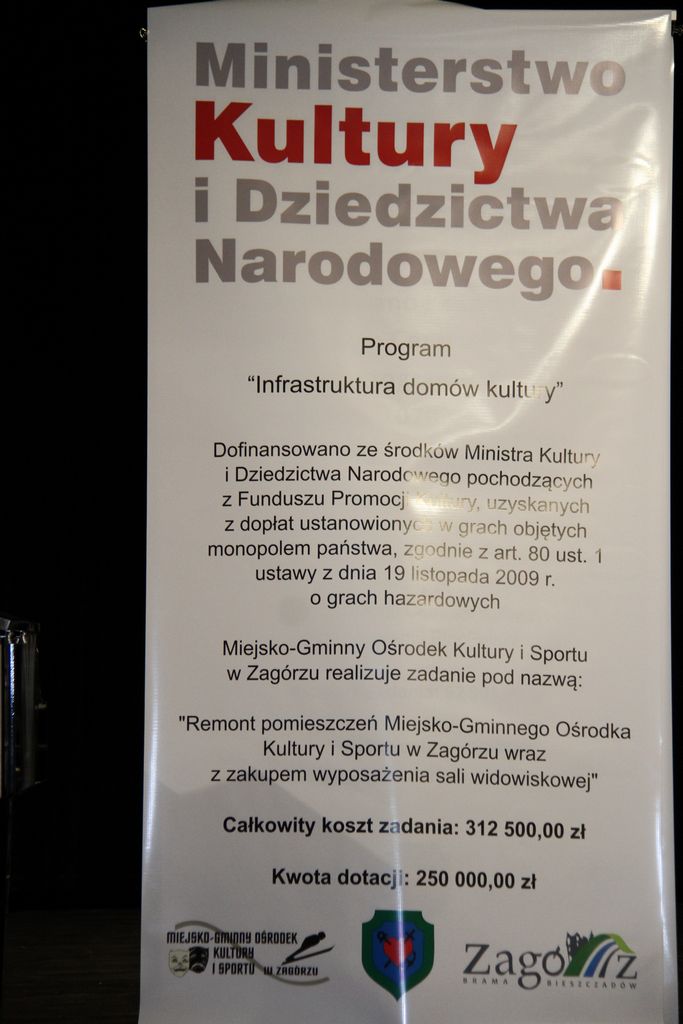 Ministerstwo
Kultury
i Dziedzictwa
Narodowego.
Program
“Infrastruktura domów kultury”
Dofinansowano ze środków Ministra Kultury
i Dziedzictwa Narodowego pochodzących
z Funduszu Promocji Kultury, uzyskanych
z dopłat ustanowionych w grach objętych
monopolem państwa, zgodnie z art. 80 ust. 1
ustawy z dnia 19 listopada 2009 r.
o grach hazardowych
Miejsko-Gminny Ośrodek Kultury i Sportu
w Zagórzu realizuje zadanie pod nazwą:
"Remont pomieszczeń Miejsko-Gminnego Ośrodka
Kultury i Sportu w Zagórzu wraz
z zakupem wyposażenia sali widowiskowej"
Całkowity koszt zadania: 312 500,00 zł
Kwota dotacji: 250 000,00 zł
MIEJSKO-GMINNY OŚRODEK
KULTURY
I SPORTU W ZAGÓRZU
Zagórz
BRAMA BIESZCZADÓW